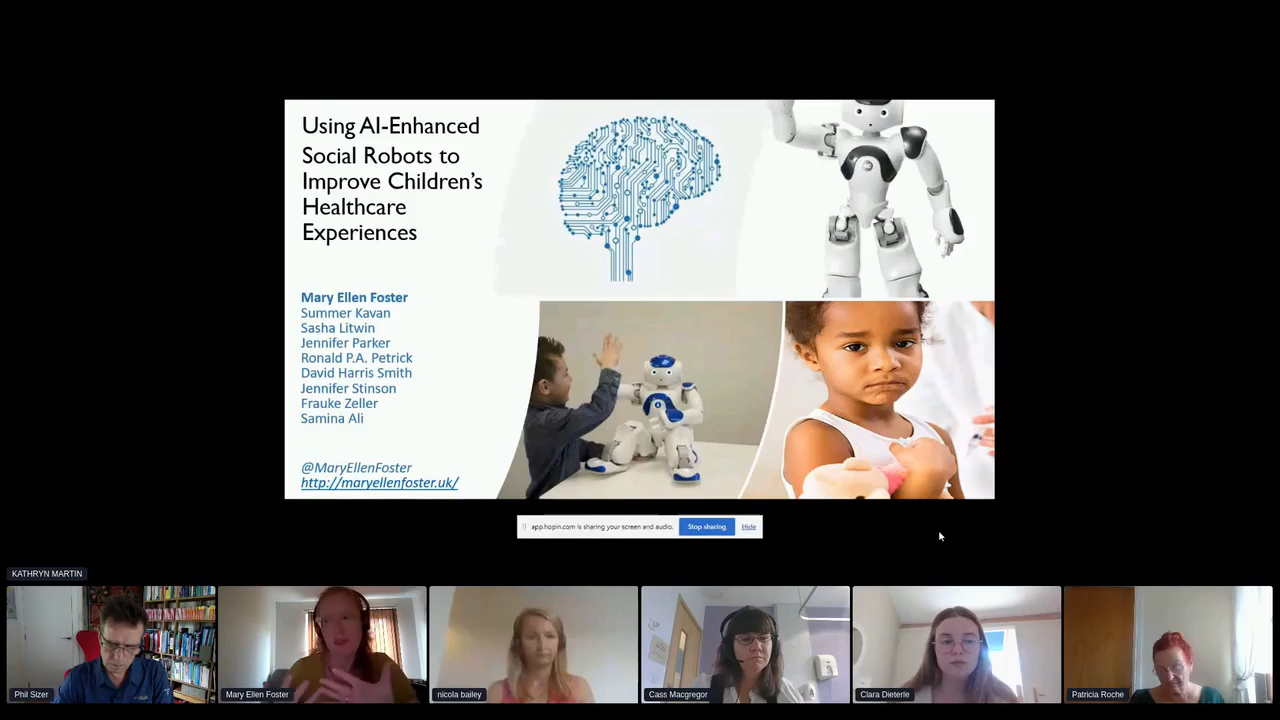 Using AI-Enhanced
Social Robots to
Improve Children's
Healthcare
Experiences
Mary Ellen Foster
Summer Kavan
Sasha Litwin
Jennifer Parker
Ronald P.A. Petrick
David Harris Smith
Jennifer Stinson
Frauke Zeller
Samina Ali
@MaryEllenFoster
http://maryellenfoster.uk/
app.hopin.com is sharing your screen and audio.
Stop sharing
Hide
KATHRYN MARTIN
Phil Sizer
Mary Ellen Foster
nicola bailey
Cass Macgregor
Clara Dieterle
Patricia Roche